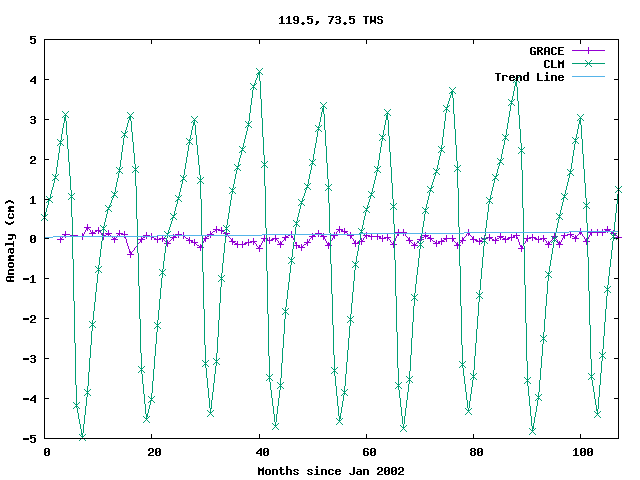 119.5, 73.5 TWS
GRACE
CLM
Trend Line
5
4
3
2
1
0
-1
-2
-3
-4
-5
Anomaly (cm)
0 20 40 60 80 100
Months since Jan 2002